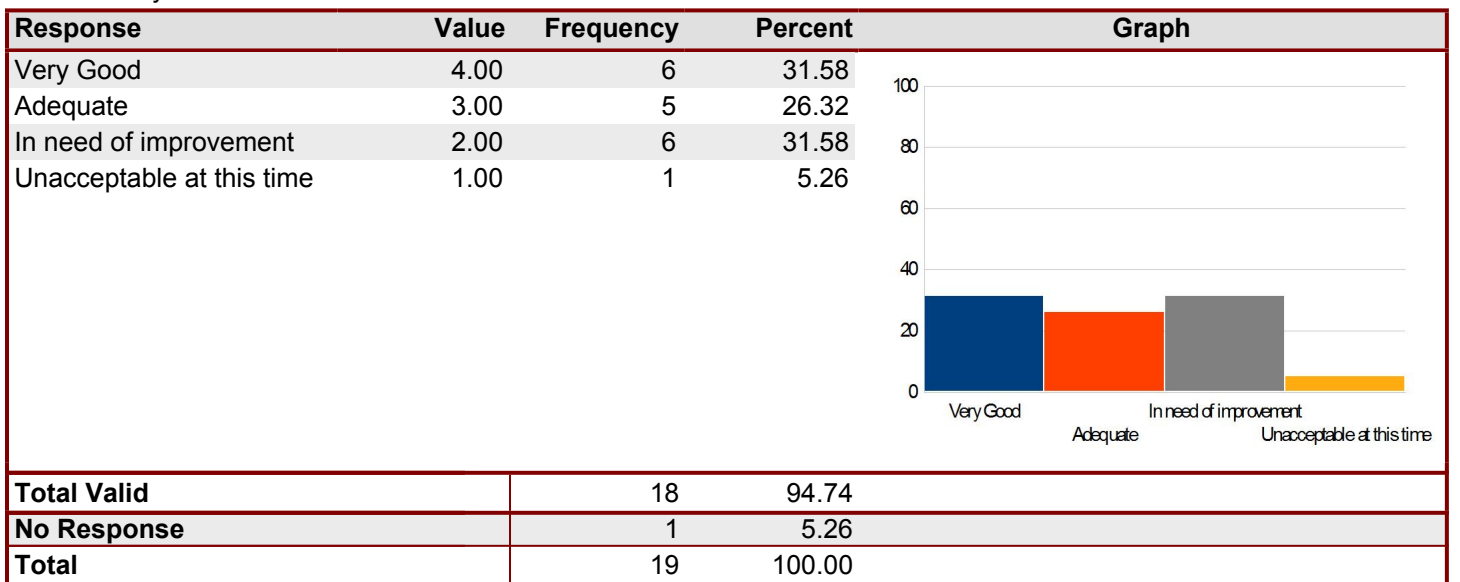 Response Value Frequency Percent Graph
Very Good 4.00 6 31.58
Adequate 3.00 5 26.32
In need of improvement 2.00 6 31.58
Unacceptable at this time 1.00 1 5.26
100
80
60
40
20
0
Very Good In need of improvement
Adequate Unacceptable at this time
Total Valid 18 94.74
No Response 1 5.26
Total 19 100.00